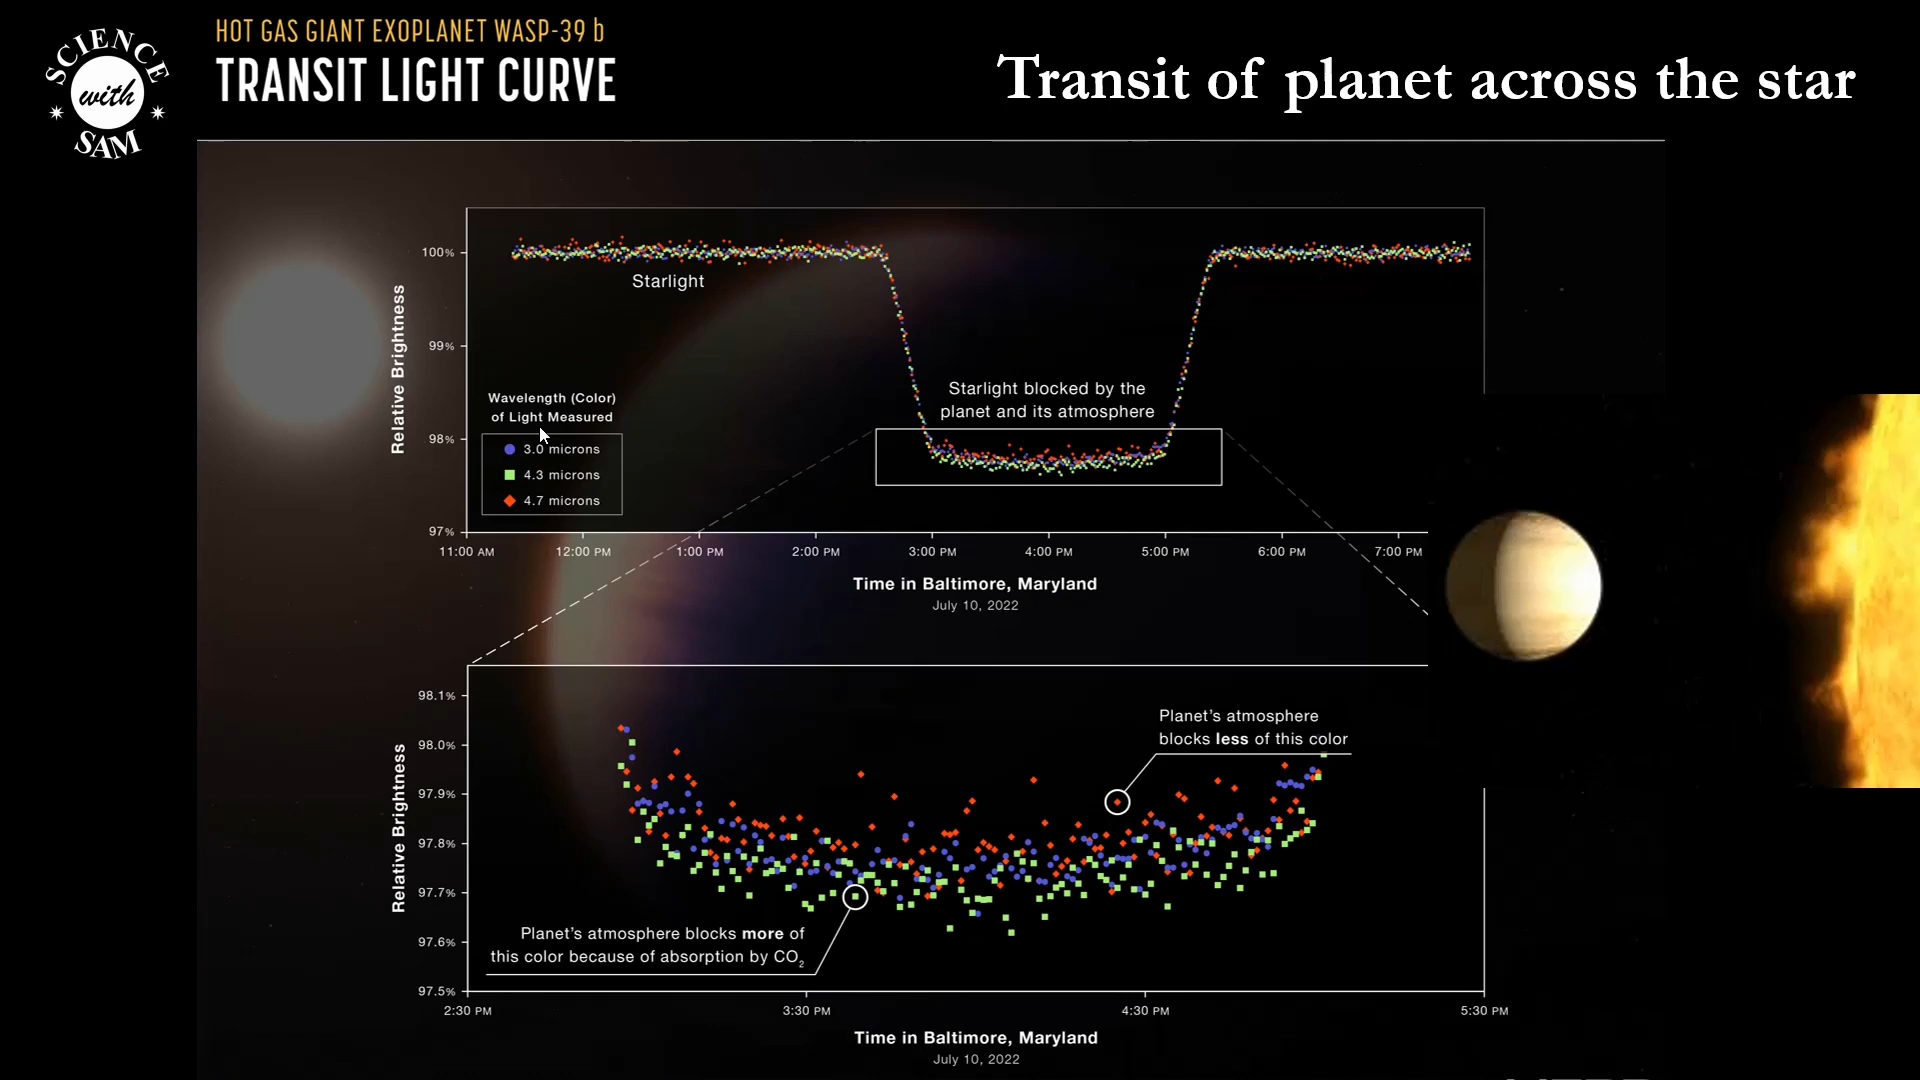 SCIENCE
with
SAM
HOT GAS GIANT EXOPLANET WASP-39 b
TRANSIT LIGHT CURVE
Transit of planet across the star
Relative Brightness
100%
99%
98%
97%
Starlight
Starlight blocked by the
planet and its atmosphere
Wavelength (Color)
of Light Measured
3.0 microns
4.3 microns
4.7 microns
11:00 AM
12:00 PM
1:00 PM
2:00 PM
3:00 PM
4:00 PM
5:00 PM
6:00 PM
7:00 PM
Time in Baltimore, Maryland
July 10, 2022
Relative Brightness
98.1%
98.0%
97.9%
97.8%
97.7%
97.6%
97.5%
Planet's atmosphere
blocks less of this color
Planet's atmosphere blocks more of
this color because of absorption by CO₂
2:30 PM
3:30 PM
4:30 PM
5:30 PM
Time in Baltimore, Maryland
July 10, 2022